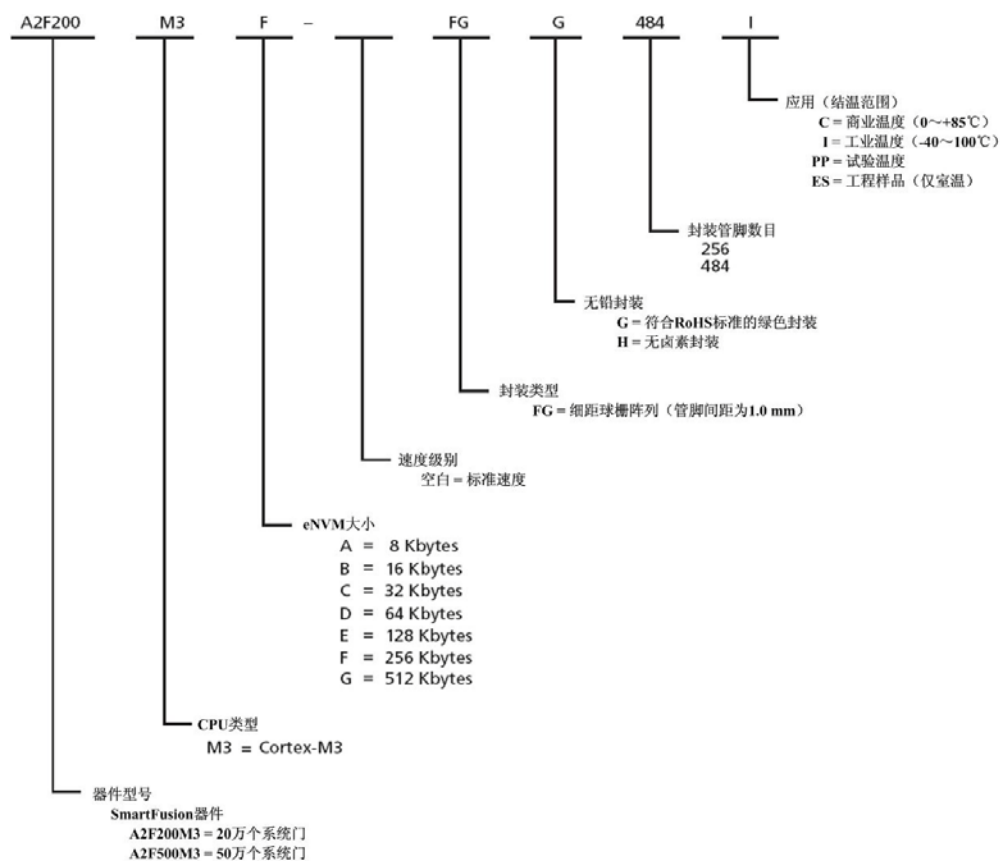 A2F200 M3 F – FG G 484 I
应用（结温范围）
C = 商业温度（0～+85℃）
I = 工业温度（-40～100℃）
PP = 试验温度
ES = 工程样品（仅室温）
封装管脚数目
256
484
无铅封装
G = 符合RoHS标准的绿色封装
H = 无卤素封装
封装类型
FG = 细距球栅阵列（管脚间距为1.0 mm）
速度级别
空白 = 标准速度
eNVM大小
A = 8 Kbytes
B = 16 Kbytes
C = 32 Kbytes
D = 64 Kbytes
E = 128 Kbytes
F = 256 Kbytes
G = 512 Kbytes
CPU类型
M3 = Cortex-M3
器件型号
SmartFusion器件
A2F200M3 = 20万个系统门
A2F500M3 = 50万个系统门